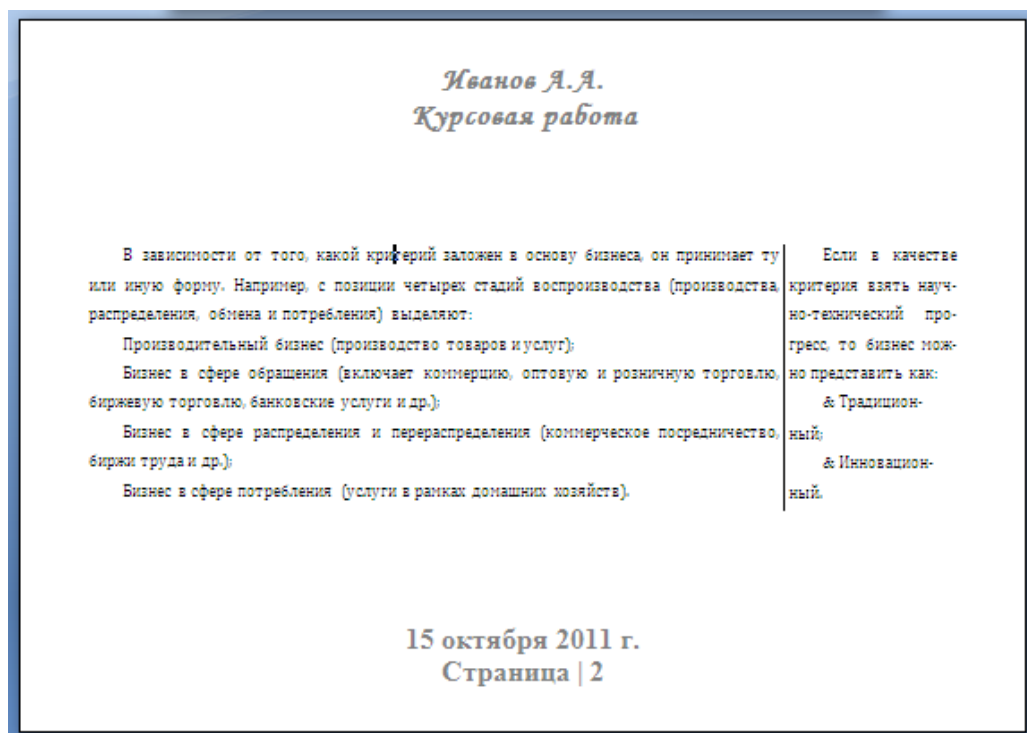 Иванов А.А.
Курсовая работа
В зависимости от того, какой критерий заложен в основу бизнеса, он принимает ту
или иную форму. Например, с позиции четырех стадий воспроизводства (производства,
распределения, обмена и потребления) выделяют:
Производительный бизнес (производство товаров и услуг);
Бизнес в сфере обращения (включает коммерцию, оптовую и розничную торговлю,
биржевую торговлю, банковские услуги и др.);
Бизнес в сфере распределения и перераспределения (коммерческое посредничество,
биржи труда и др.);
Бизнес в сфере потребления (услуги в рамках домашних хозяйств).
Если в качестве
критерия взять науч-
но-технический про-
гресс, то бизнес мож-
но представить как:
& Традицион-
ный;
& Инновацион-
ный.
15 октября 2011 г.
Страница | 2